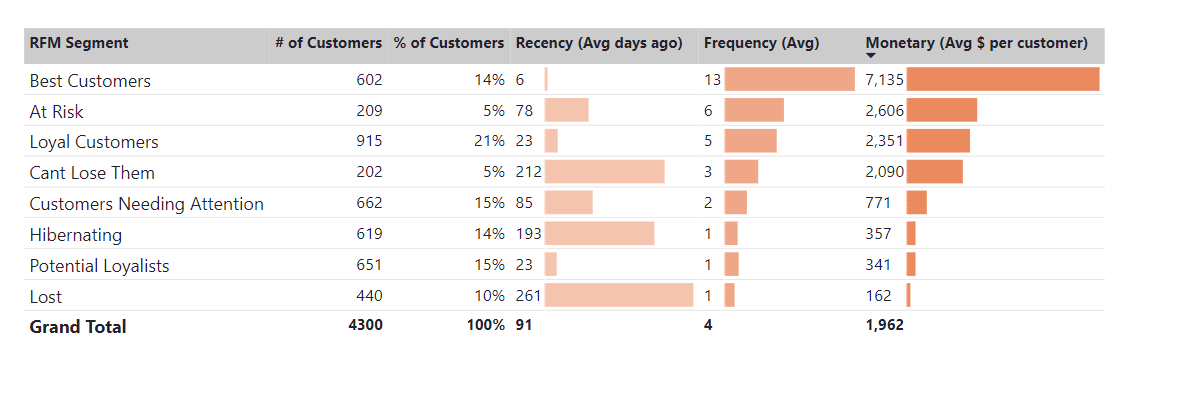 RFM Segment # of Customers % of Customers Recency (Avg days ago) Frequency (Avg) Monetary (Avg $ per customer)
Best Customers 602 14% 6 13 7,135
At Risk 209 5% 78 6 2,606
Loyal Customers 915 21% 23 5 2,351
Cant Lose Them 202 5% 212 3 2,090
Customers Needing Attention 662 15% 85 2 771
Hibernating 619 14% 193 1 357
Potential Loyalists 651 15% 23 1 341
Lost 440 10% 261 1 162
Grand Total 4300 100% 91 4 1,962